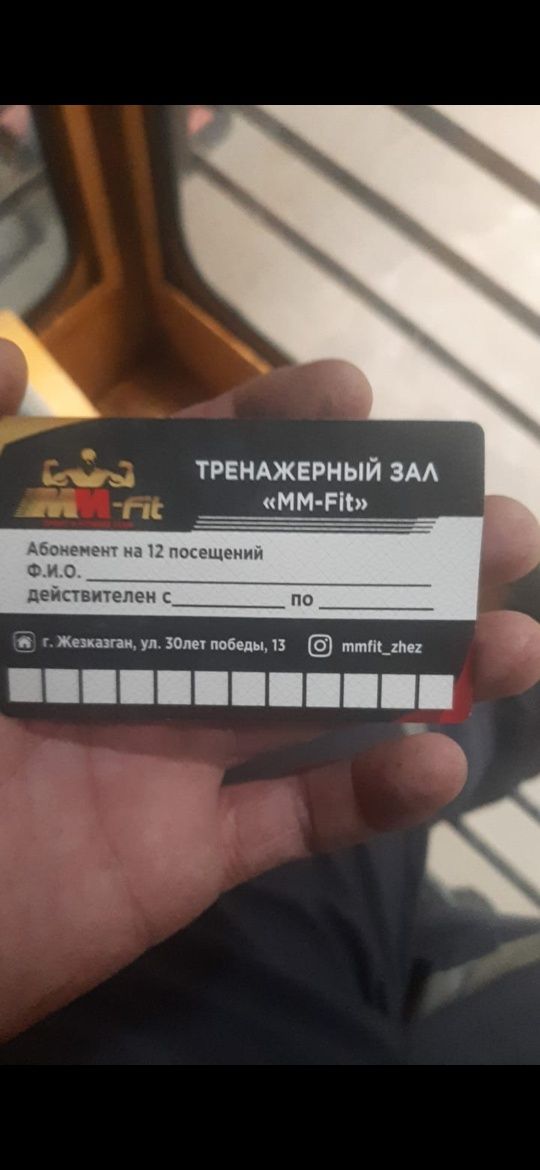 ТРЕНАЖЕРНЫЙ ЗАЛ
«MM-Fit»
MM-Fit
Абонемент на 12 посещений
Ф.И.О.
действителен с по
г. Жезказган, ул. 30лет победы, 13
mmfit_zhez